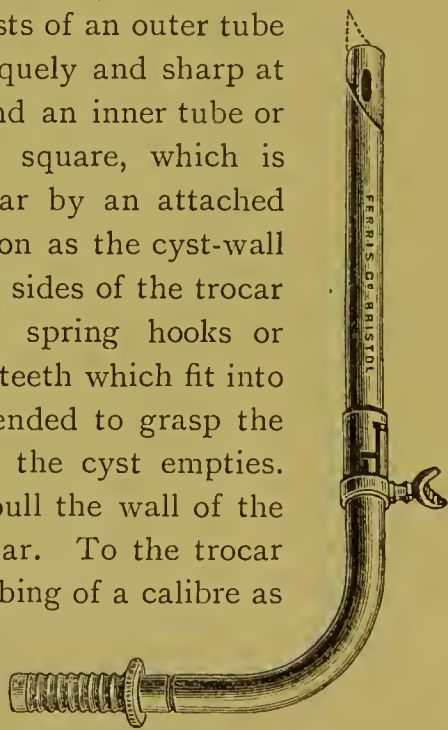 sts of an outer tube
quely and sharp at
nd an inner tube or
square, which is
ar by an attached
on as the cyst-wall
sides of the trocar
spring hooks or
teeth which fit into
ended to grasp the
the cyst empties.
pull the wall of the
ar. To the trocar
bing of a calibre as
FERRIS & Co. BRISTOL